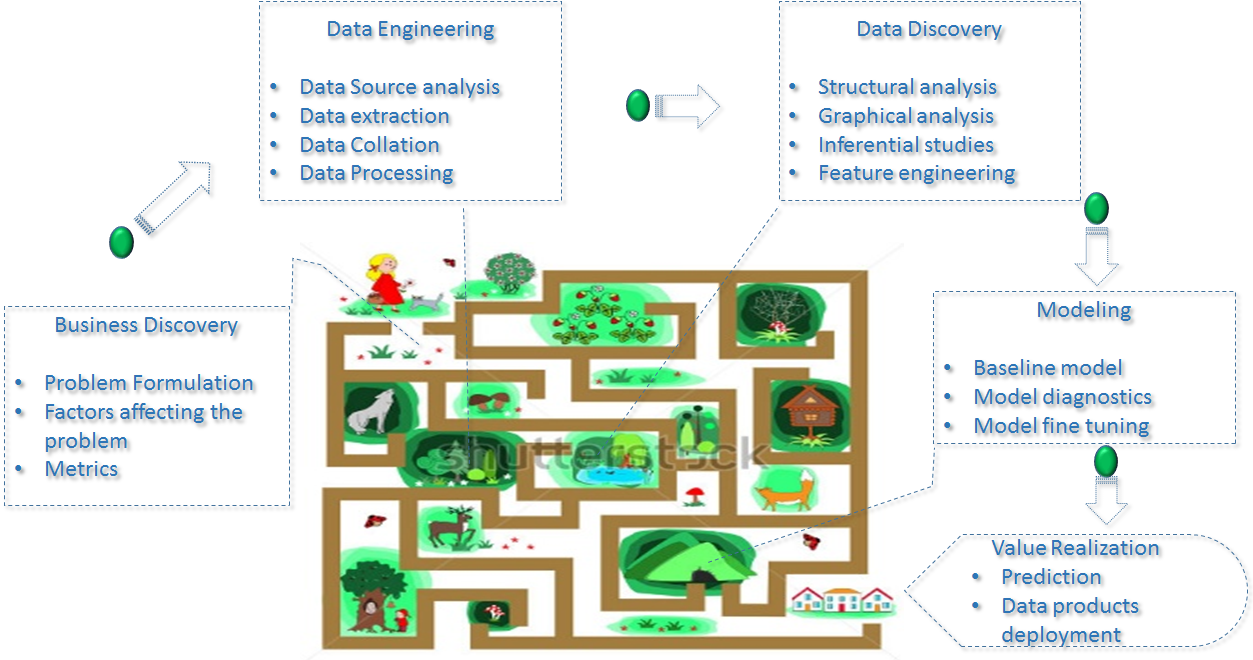 Data Engineering
• Data Source analysis
• Data extraction
• Data Collation
• Data Processing
Data Discovery
• Structural analysis
• Graphical analysis
• Inferential studies
• Feature engineering
Business Discovery
• Problem Formulation
• Factors affecting the
problem
• Metrics
Modeling
• Baseline model
• Model diagnostics
• Model fine tuning
shutterstock
Value Realization
• Prediction
• Data products
deployment